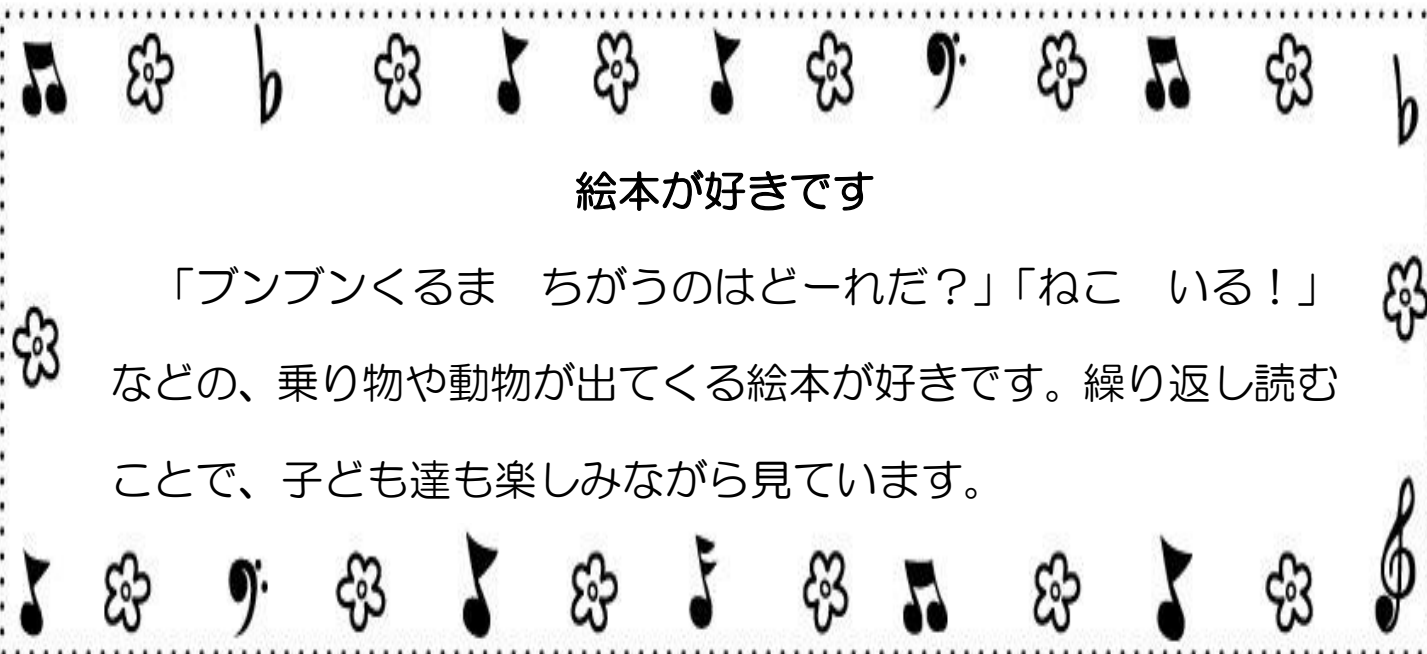 絵本が好きです
「ブンブンくるま　ちがうのはどーれだ？」「ねこ　いる！」
などの、乗り物や動物が出てくる絵本が好きです。繰り返し読む
ことで、子ども達も楽しみながら見ています。